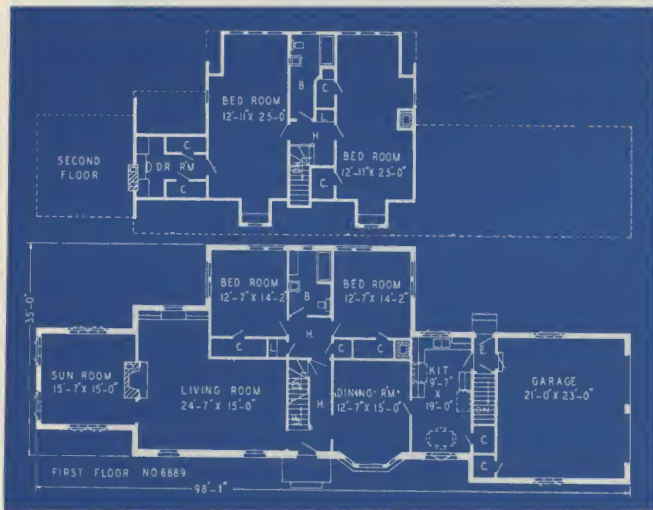 BED ROOM
12'-11" X 25'-0"
B
C.
L.
H.
DN
C.
BED ROOM
12'-11" X 25'-0"
SECOND
FLOOR
C.
DR R'M
C.
35'-0"
BED ROOM
12'-7" X 14'-2"
B
BED ROOM
12'-7" X 14'-2"
C.
L
H.
C
C.
SUN ROOM
15'-7" X 15'-0"
LIVING ROOM
24'-7" X 15'-0"
H.
DINING R'M.
12'-7" X 15'-0"
KIT
9'-7"
X
19'-0"
E.
DN
C
C.
GARAGE
21'-0" X 23'-0"
FIRST FLOOR NO 6889
98'-1"